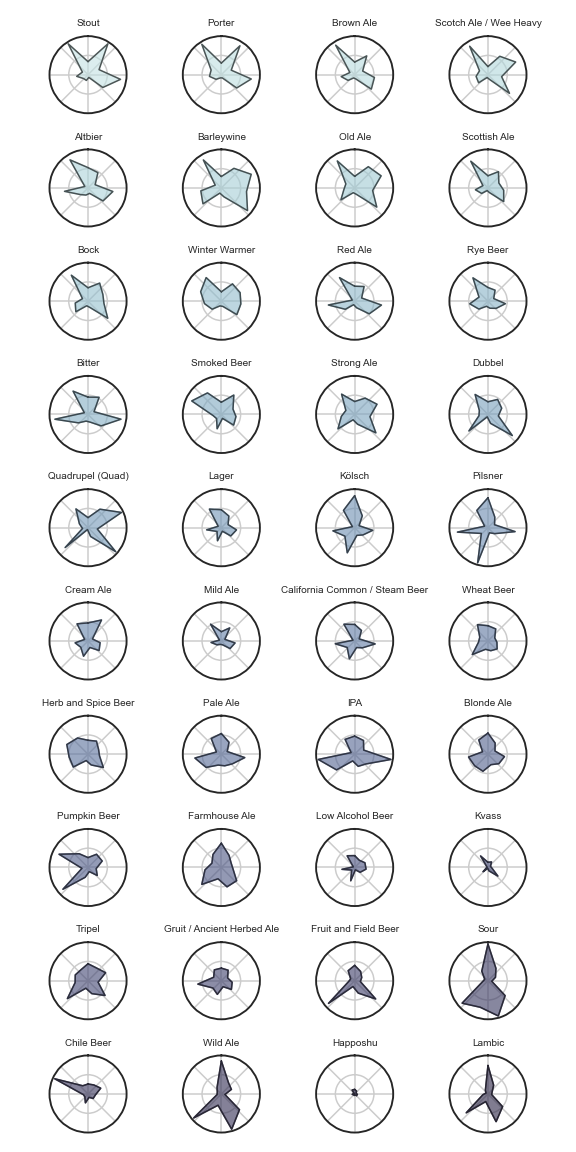 Stout Porter Brown Ale Scotch Ale / Wee Heavy
Altbier Barleywine Old Ale Scottish Ale
Bock Winter Warmer Red Ale Rye Beer
Bitter Smoked Beer Strong Ale Dubbel
Quadrupel (Quad) Lager Kölsch Pilsner
Cream Ale Mild Ale California Common / Steam Beer Wheat Beer
Herb and Spice Beer Pale Ale IPA Blonde Ale
Pumpkin Beer Farmhouse Ale Low Alcohol Beer Kvass
Tripel Gruit / Ancient Herbed Ale Fruit and Field Beer Sour
Chile Beer Wild Ale Happoshu Lambic